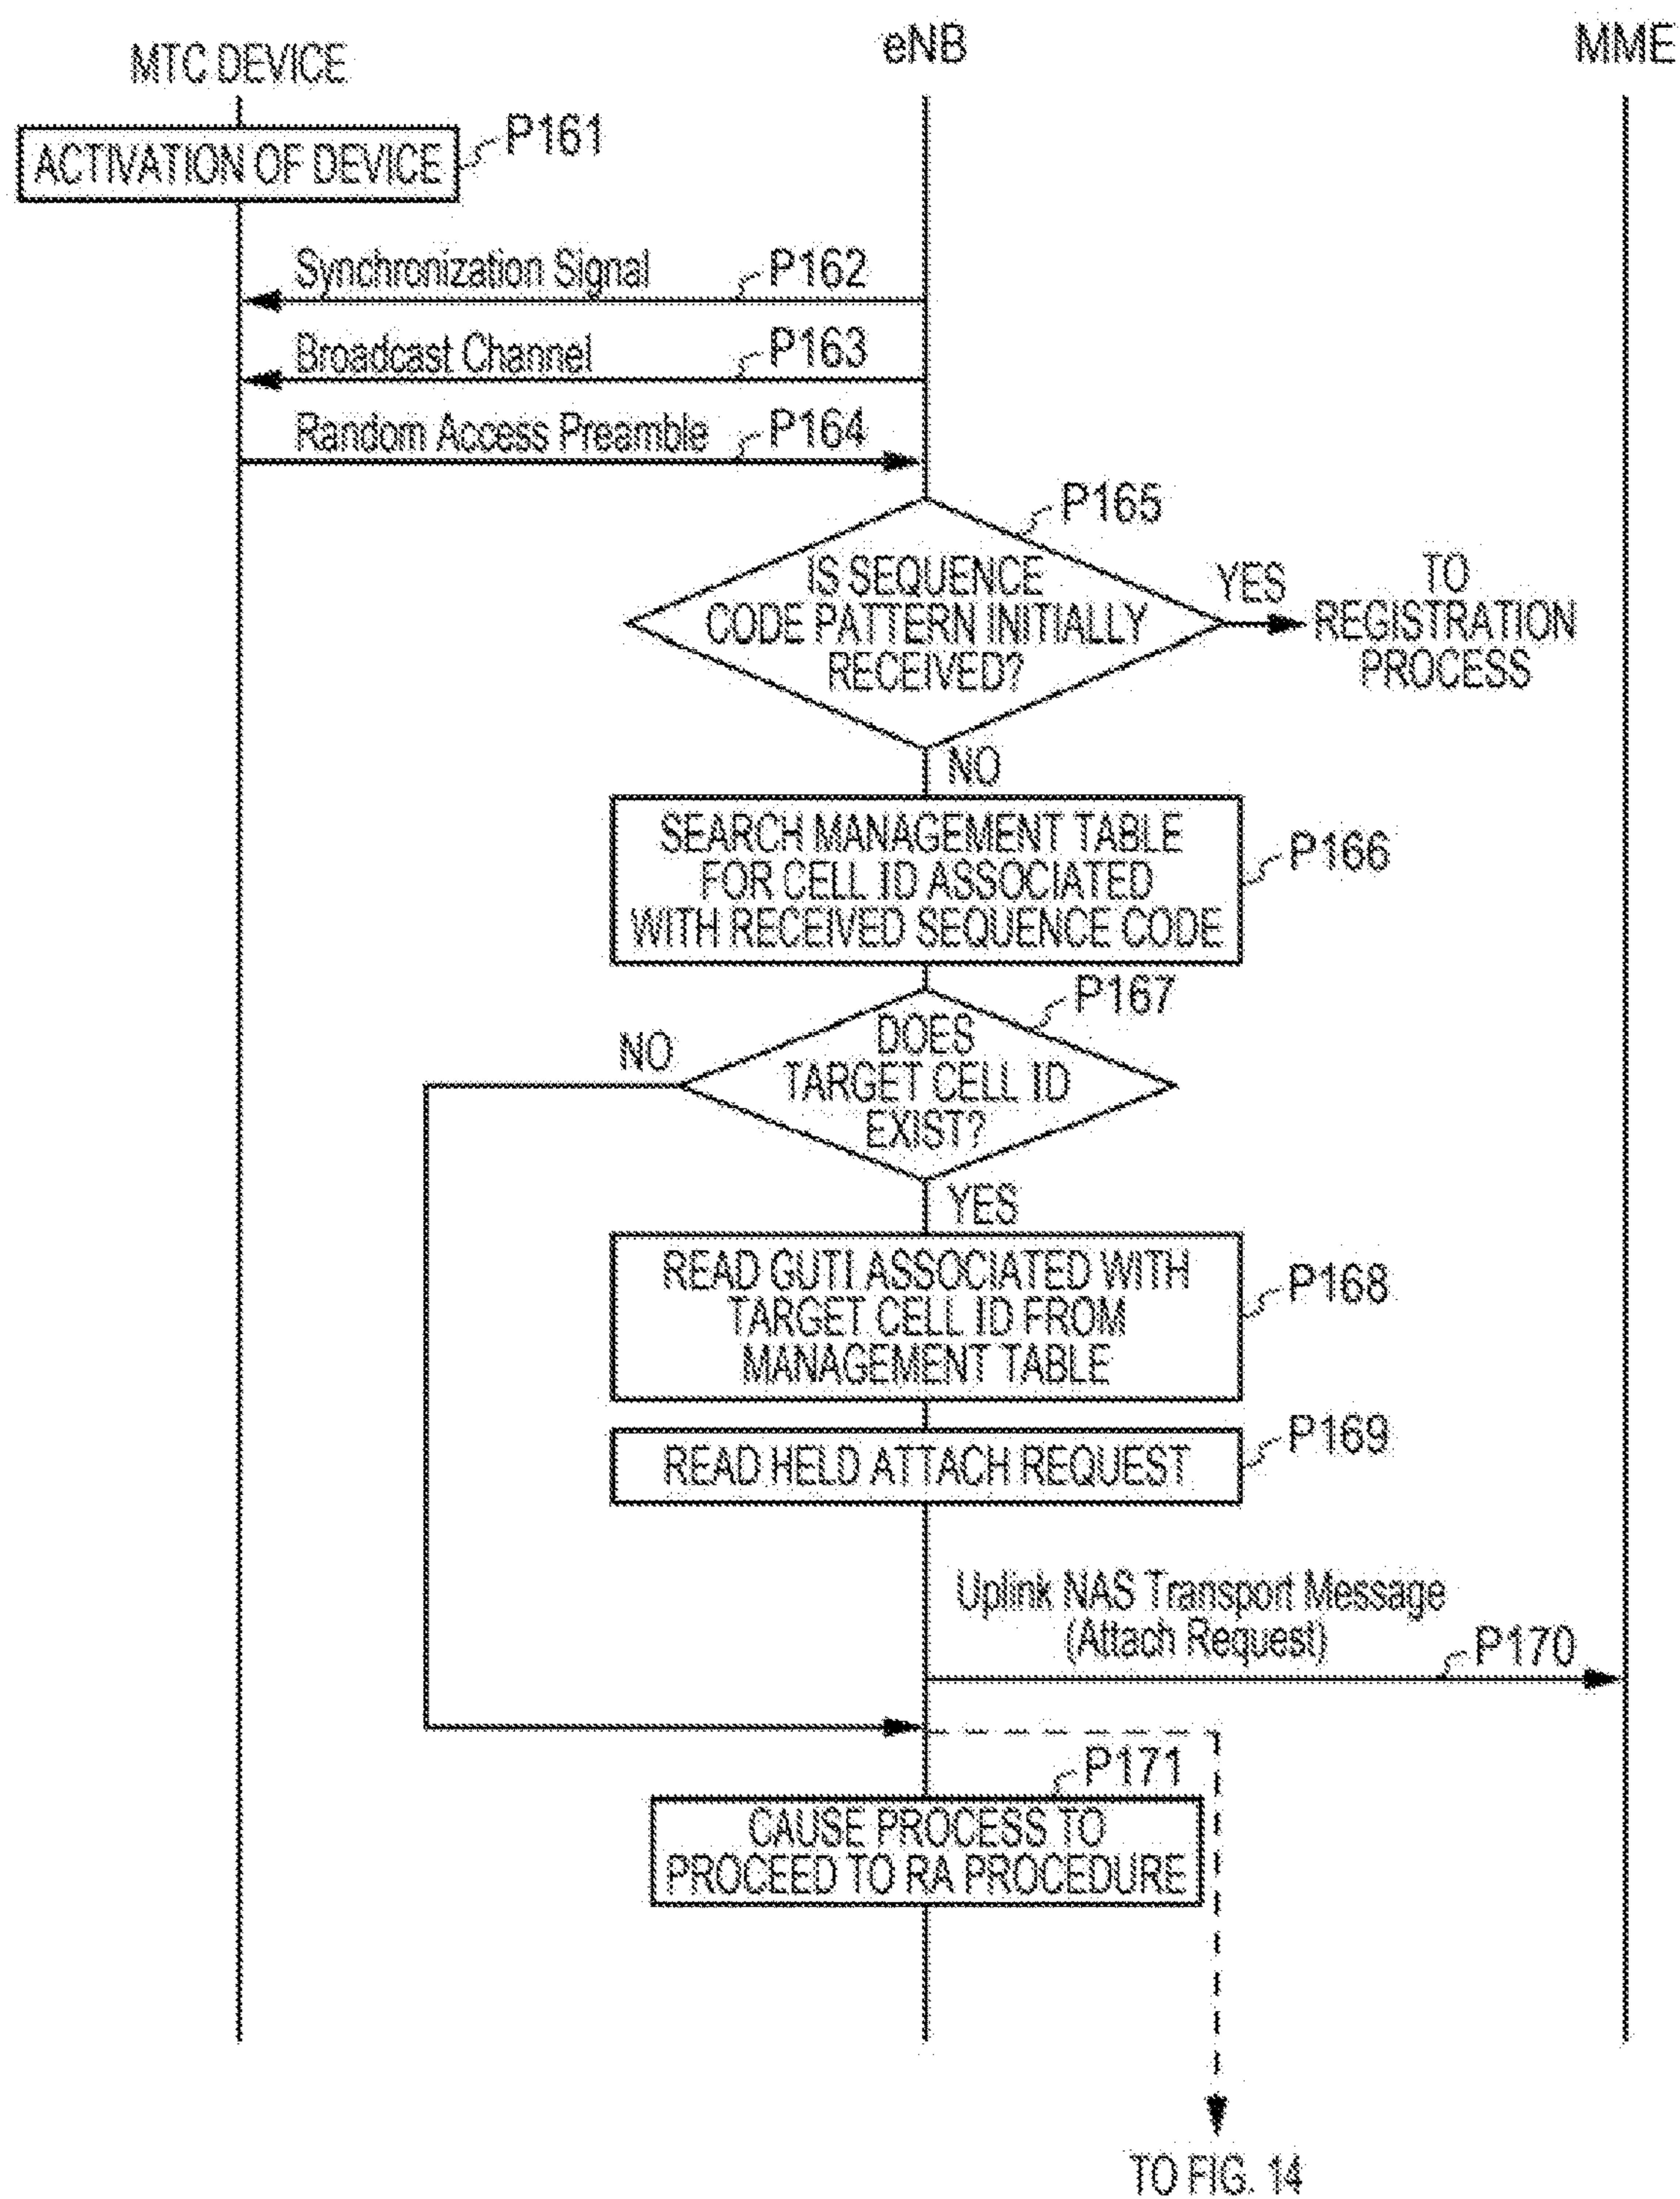 MTC DEVICE
eNB
MME
ACTIVATION OF DEVICE
P161
Synchronization Signal
P162
Broadcast Channel
P163
Random Access Preamble
P164
P165
IS SEQUENCE
CODE PATTERN INITIALLY
RECEIVED?
YES
TO
REGISTRATION
PROCESS
NO
SEARCH MANAGEMENT TABLE
FOR CELL ID ASSOCIATED
WITH RECEIVED SEQUENCE CODE
P166
P167
DOES
TARGET CELL ID
EXIST?
NO
YES
READ GUTI ASSOCIATED WITH
TARGET CELL ID FROM
MANAGEMENT TABLE
P168
READ HELD ATTACH REQUEST
P169
Uplink NAS Transport Message
(Attach Request)
P170
P171
CAUSE PROCESS TO
PROCEED TO RA PROCEDURE
TO FIG. 14